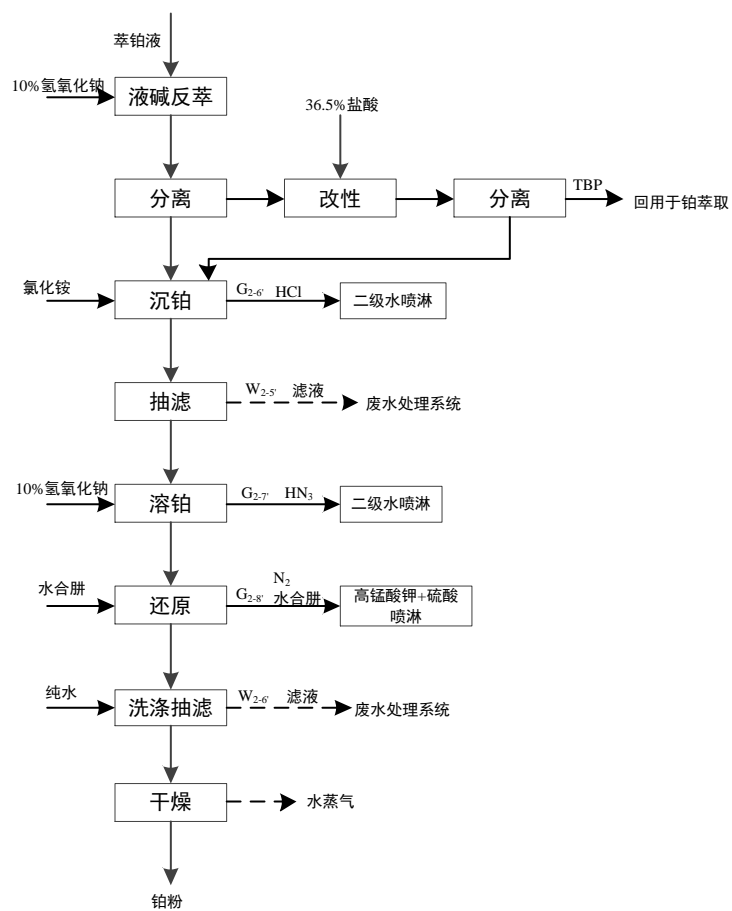 萃铂液
10%氢氧化钠
液碱反萃
36.5%盐酸
分离
改性
分离
TBP
回用于铂萃取
氯化铵
沉铂
G2-6' HCl
二级水喷淋
抽滤
W2-5' 滤液
废水处理系统
10%氢氧化钠
溶铂
G2-7' HN3
二级水喷淋
水合肼
还原
G2-8'
N2
水合肼
高锰酸钾+硫酸
喷淋
纯水
洗涤抽滤
W2-6' 滤液
废水处理系统
干燥
水蒸气
铂粉